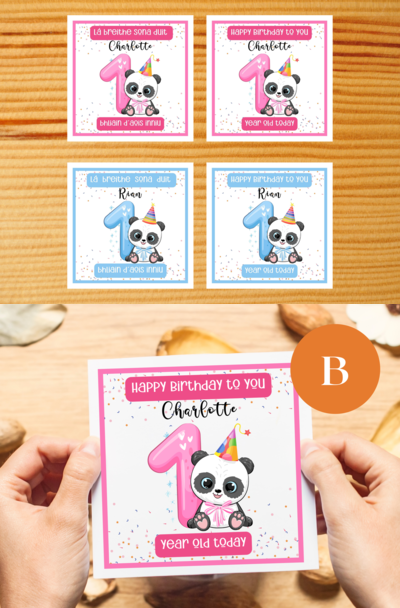 Lá breithe sona duit
Charlotte
1
bhliain d'aois inniu
Happy Birthday to you
Charlotte
1
year old today
Lá breithe sona duit
Rian
1
bhliain d'aois inniu
Happy Birthday to you
Rian
1
year old today
B
Happy Birthday to you
Charlotte
1
year old today